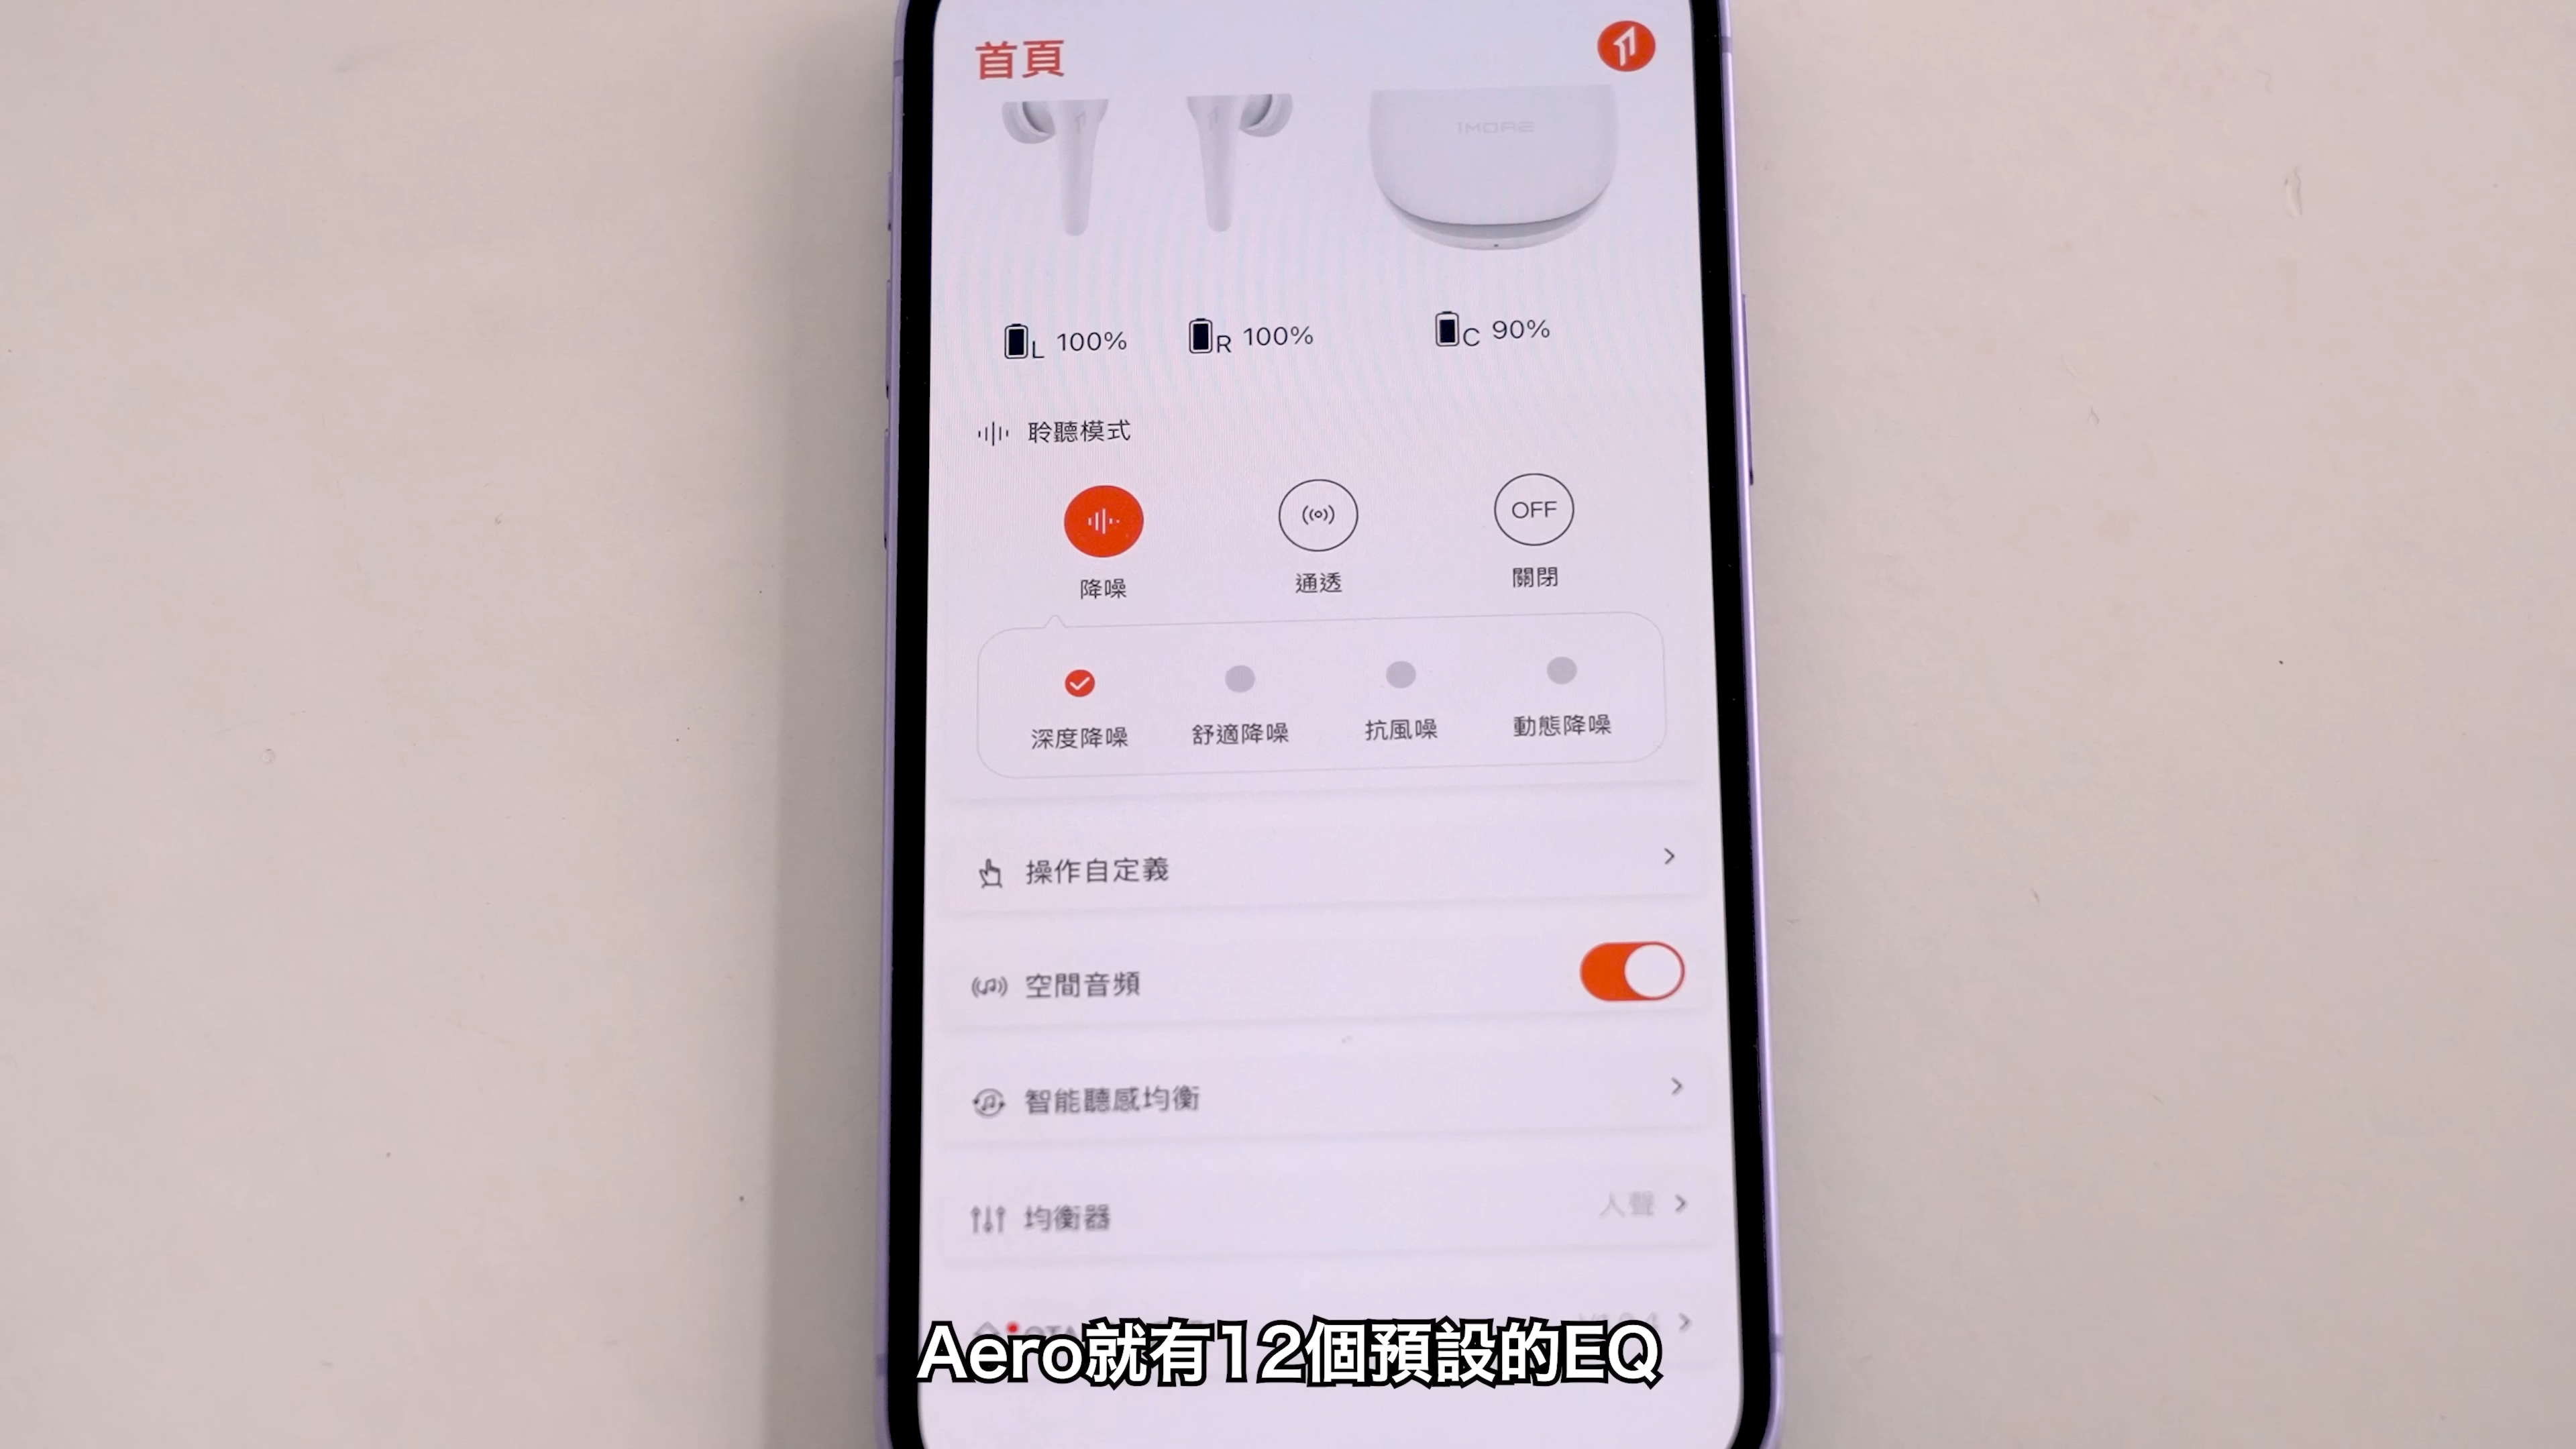 首頁
1MORE
L 100% R 100% C 90%
聆聽模式
OFF
降噪 通透 關閉
深度降噪 舒適降噪 抗風噪 動態降噪
操作自定義
空間音頻
智能聽感均衡
均衡器 人聲
Aero就有12個預設的EQ